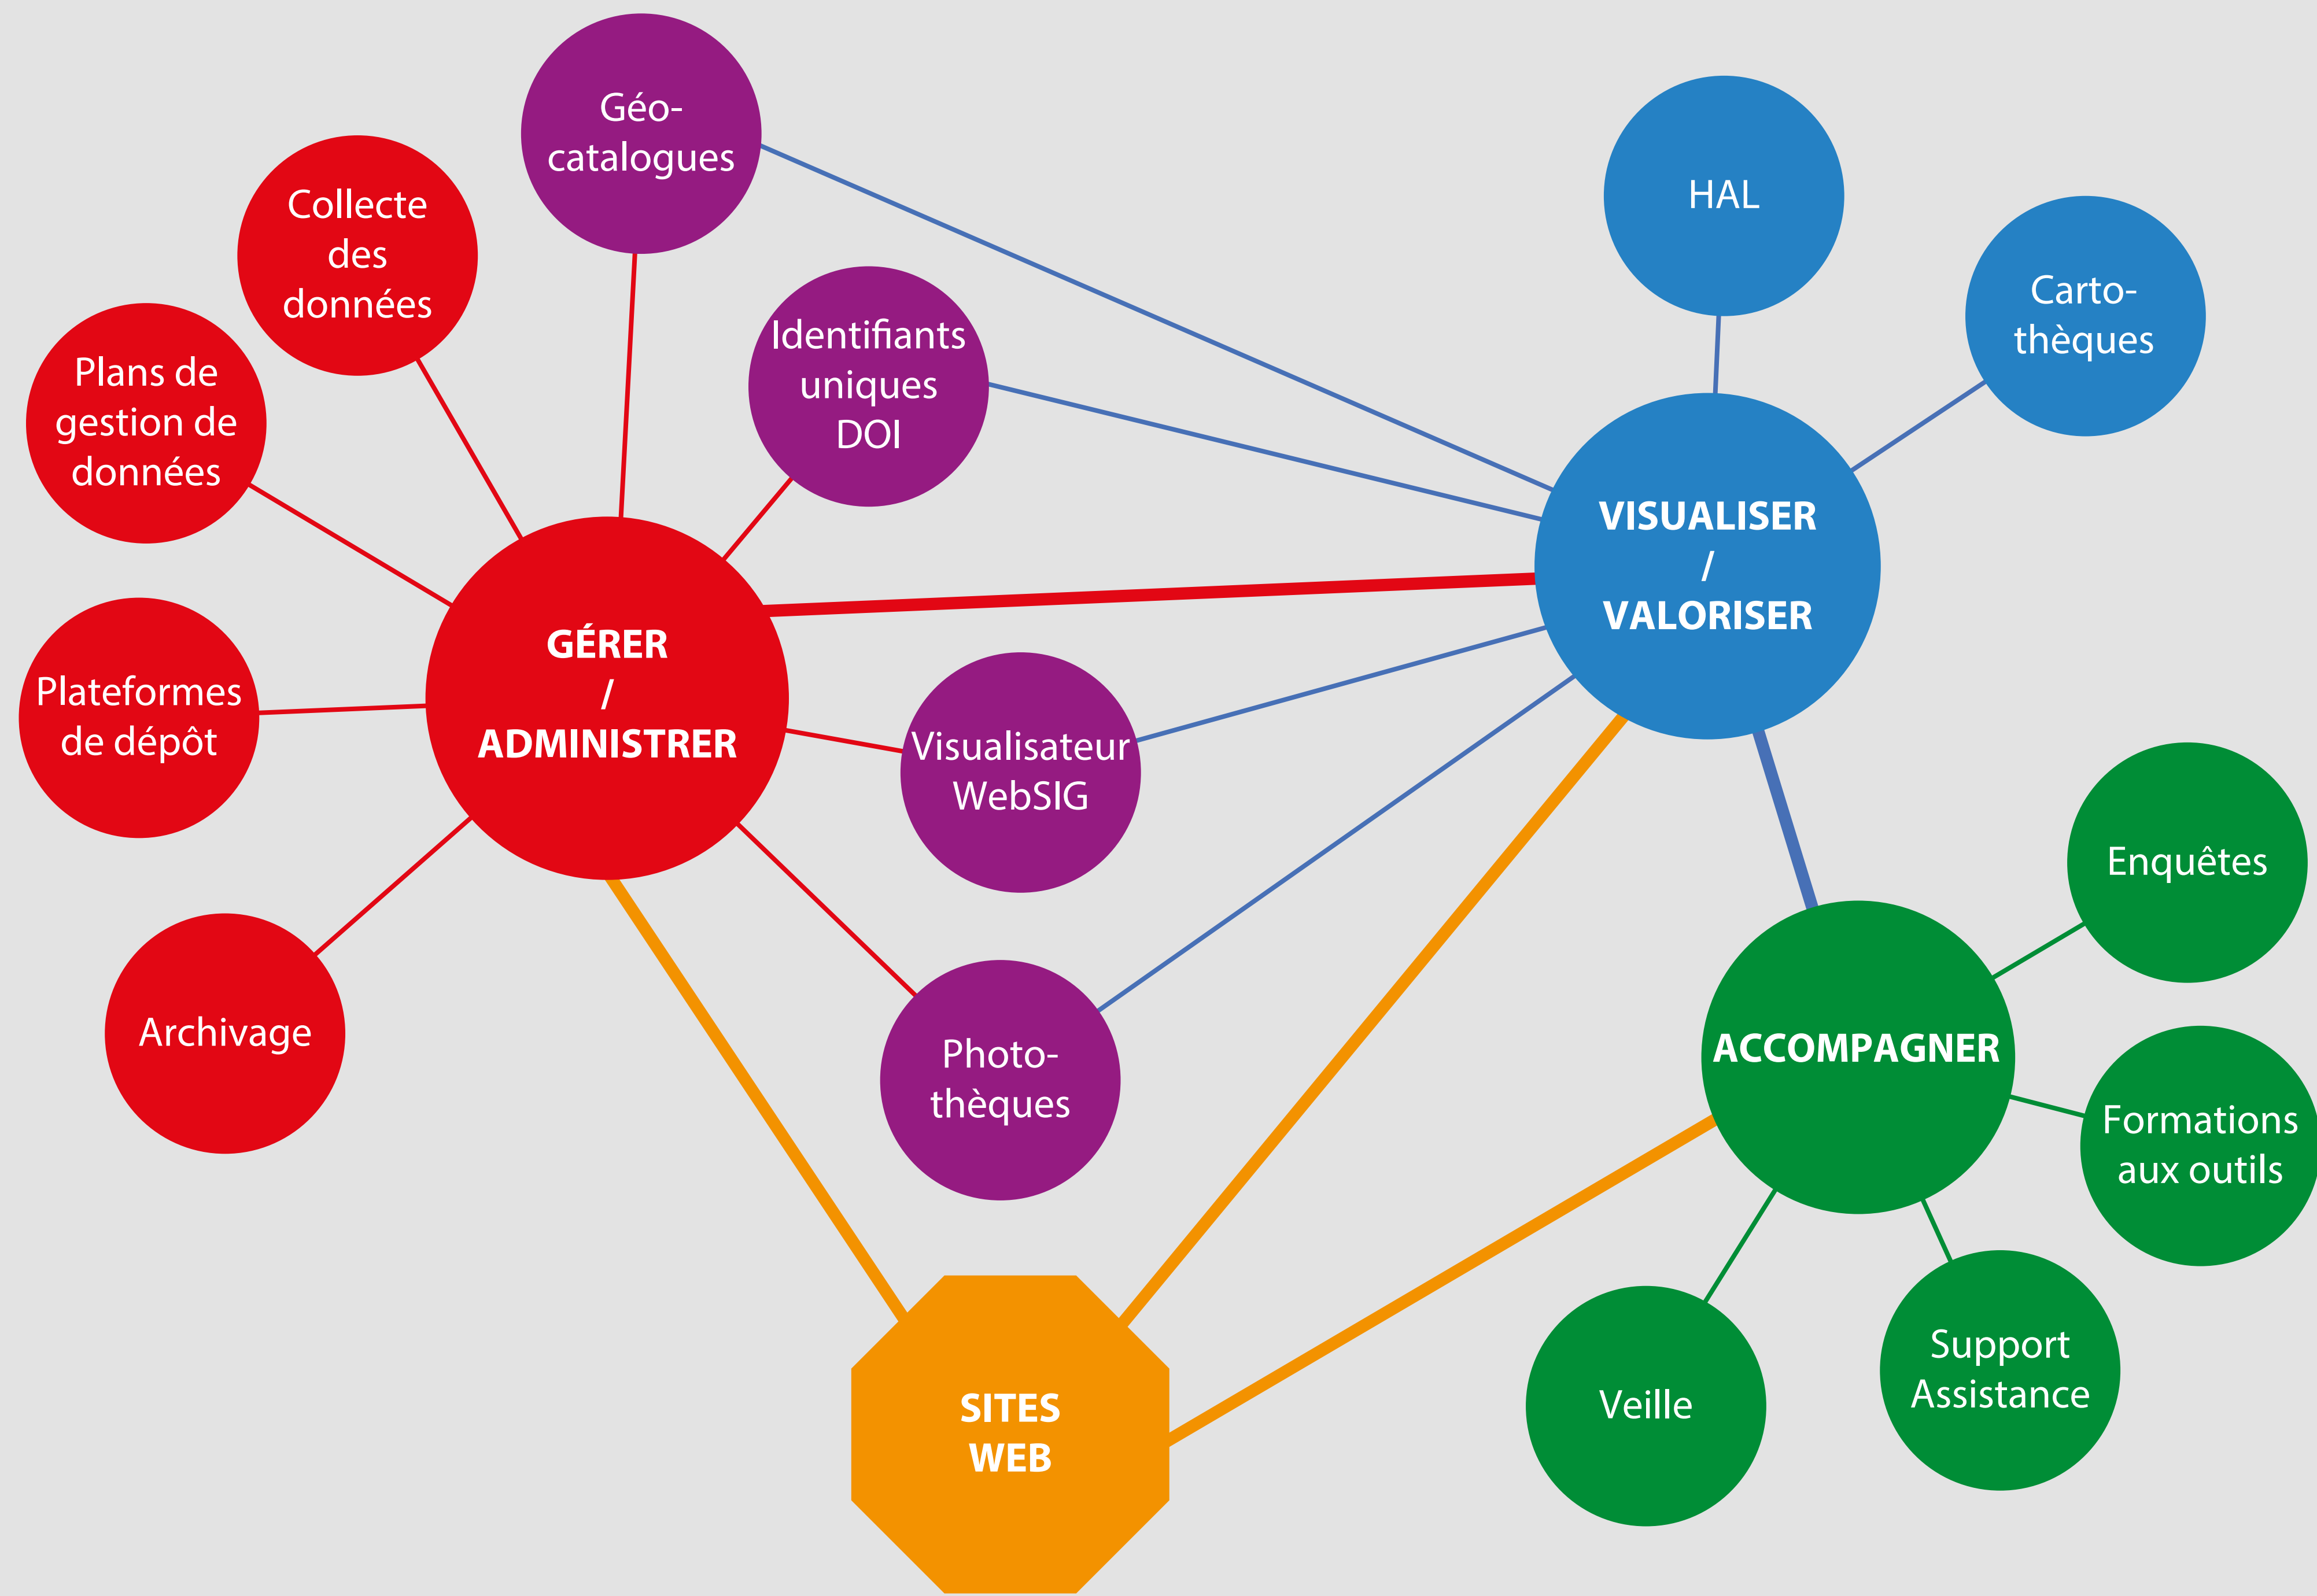 Géo-
catalogues
HAL
Collecte
des
données
Carto-
thèques
Identifiants
uniques
DOI
Plans de
gestion de
données
VISUALISER
/
VALORISER
GÉRER
/
ADMINISTRER
Plateformes
de dépôt
Visualisateur
WebSIG
Enquêtes
Archivage
Photo-
thèques
ACCOMPAGNER
Formations
aux outils
Support
Assistance
Veille
SITES
WEB